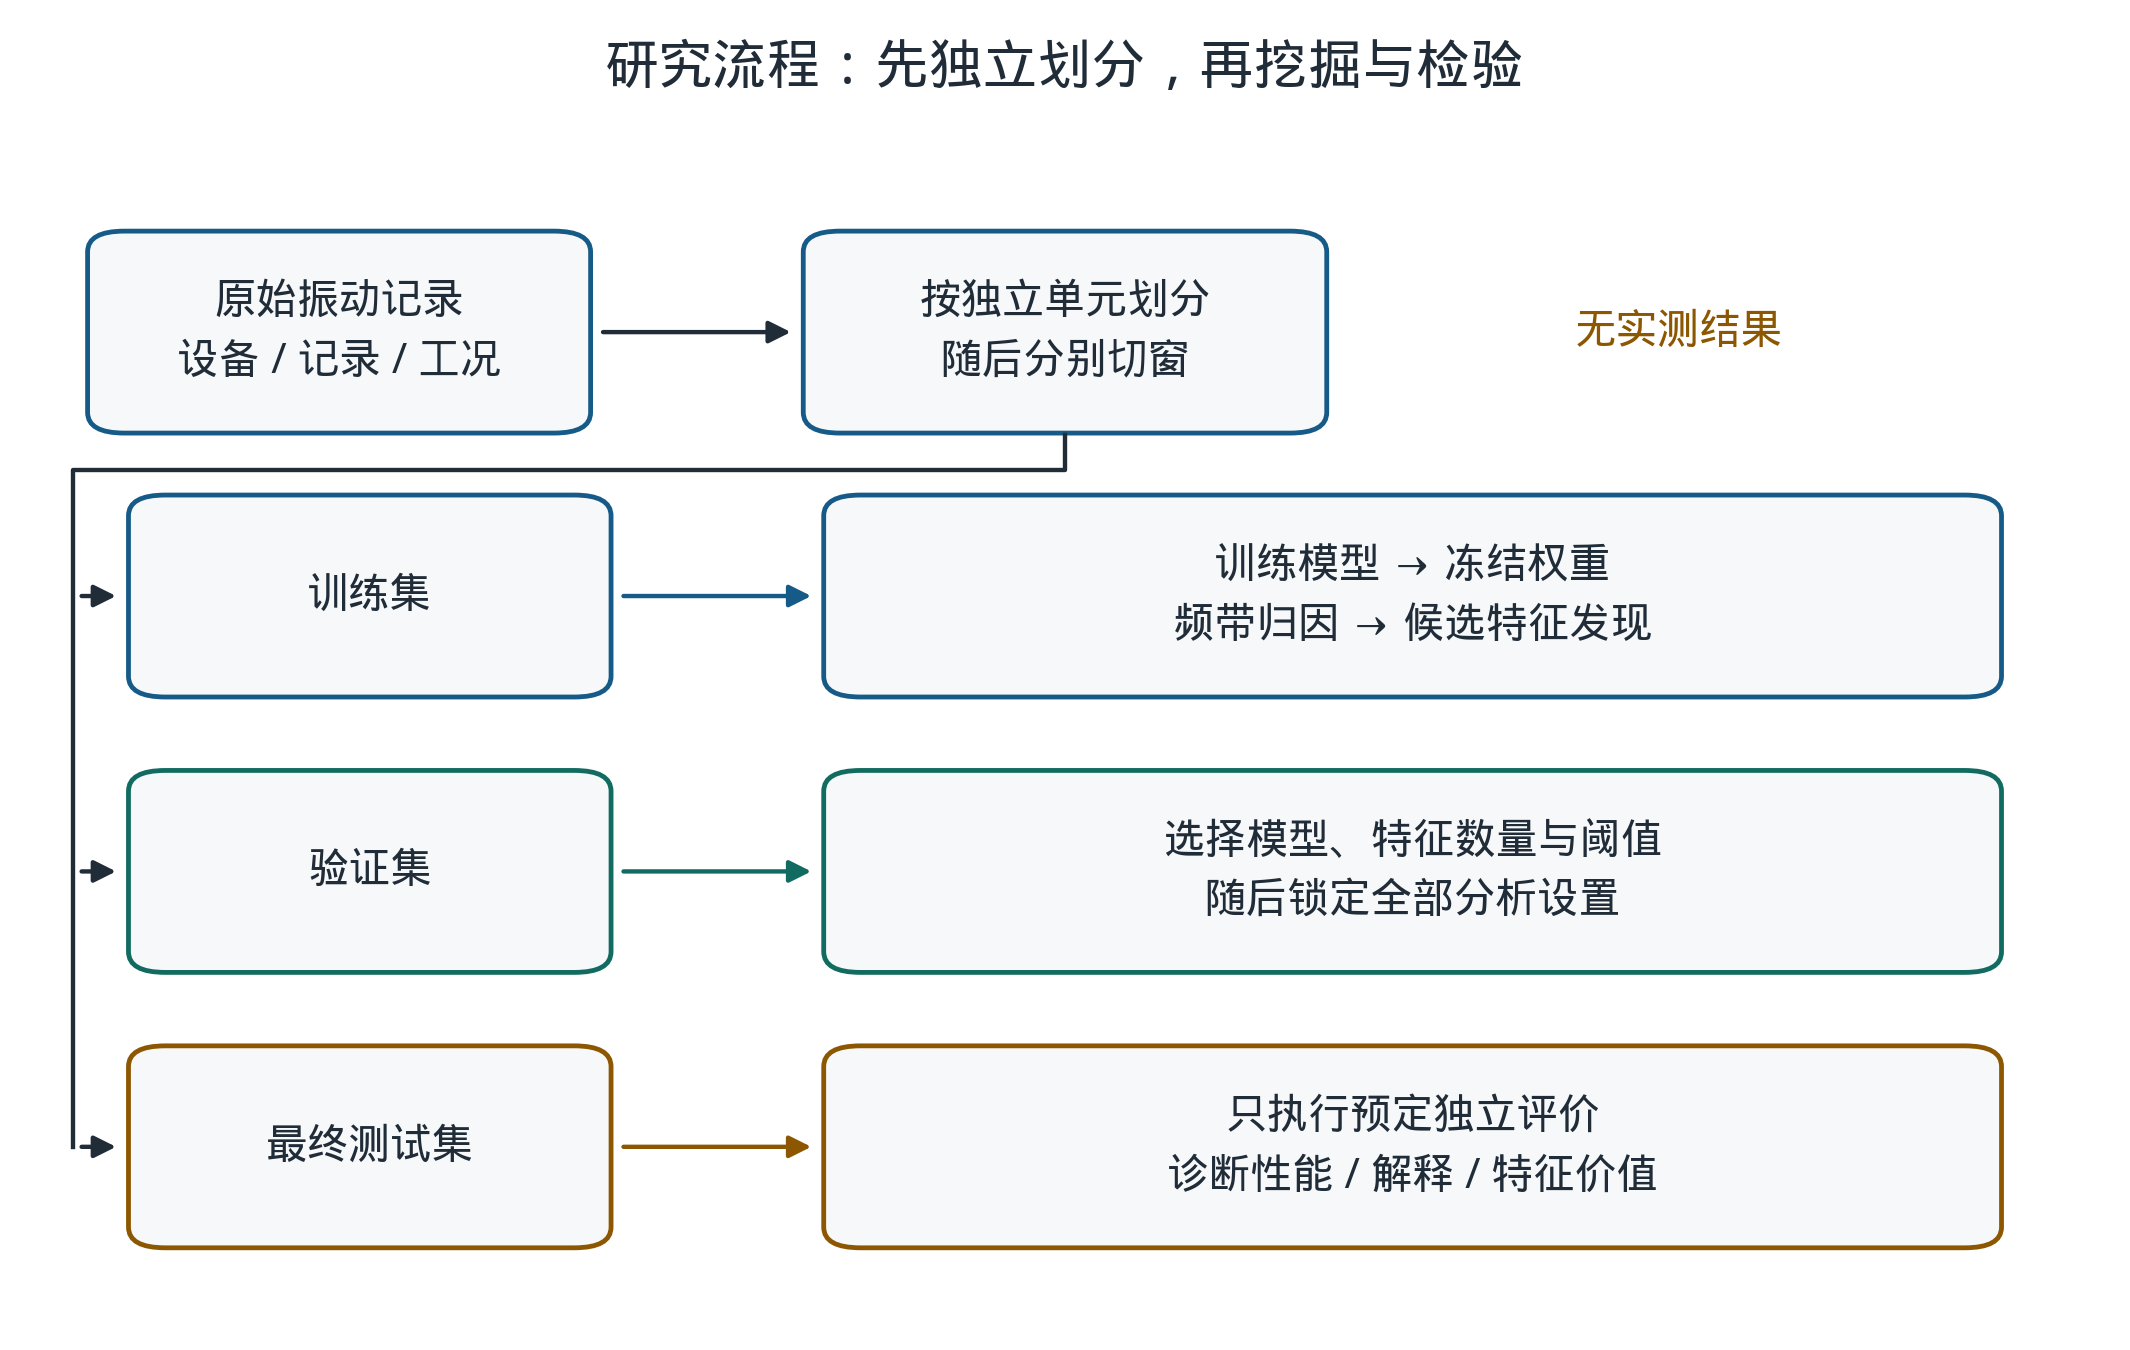 研究流程：先独立划分，再挖掘与检验
原始振动记录
设备 / 记录 / 工况
按独立单元划分
随后分别切窗
无实测结果
训练集
训练模型 → 冻结权重
频带归因 → 候选特征发现
验证集
选择模型、特征数量与阈值
随后锁定全部分析设置
最终测试集
只执行预定独立评价
诊断性能 / 解释 / 特征价值